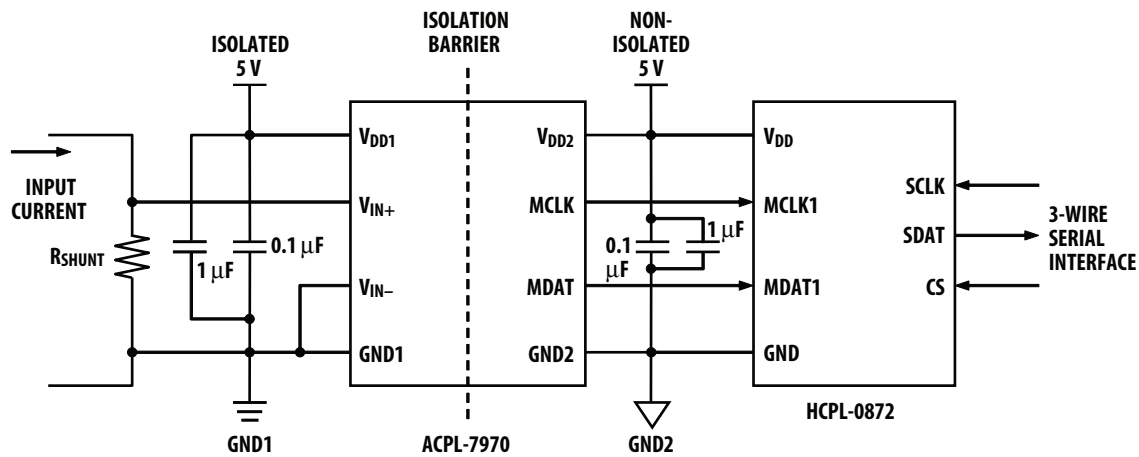 ISOLATION
BARRIER
ISOLATED
5 V
NON-
ISOLATED
5 V
INPUT
CURRENT
RSHUNT
1 μF
0.1 μF
VDD1
VIN+
VIN–
GND1
VDD2
MCLK
MDAT
GND2
0.1
μF
1 μF
VDD
MCLK1
MDAT1
GND
SCLK
SDAT
CS
3-WIRE
SERIAL
INTERFACE
GND1
ACPL-7970
GND2
HCPL-0872